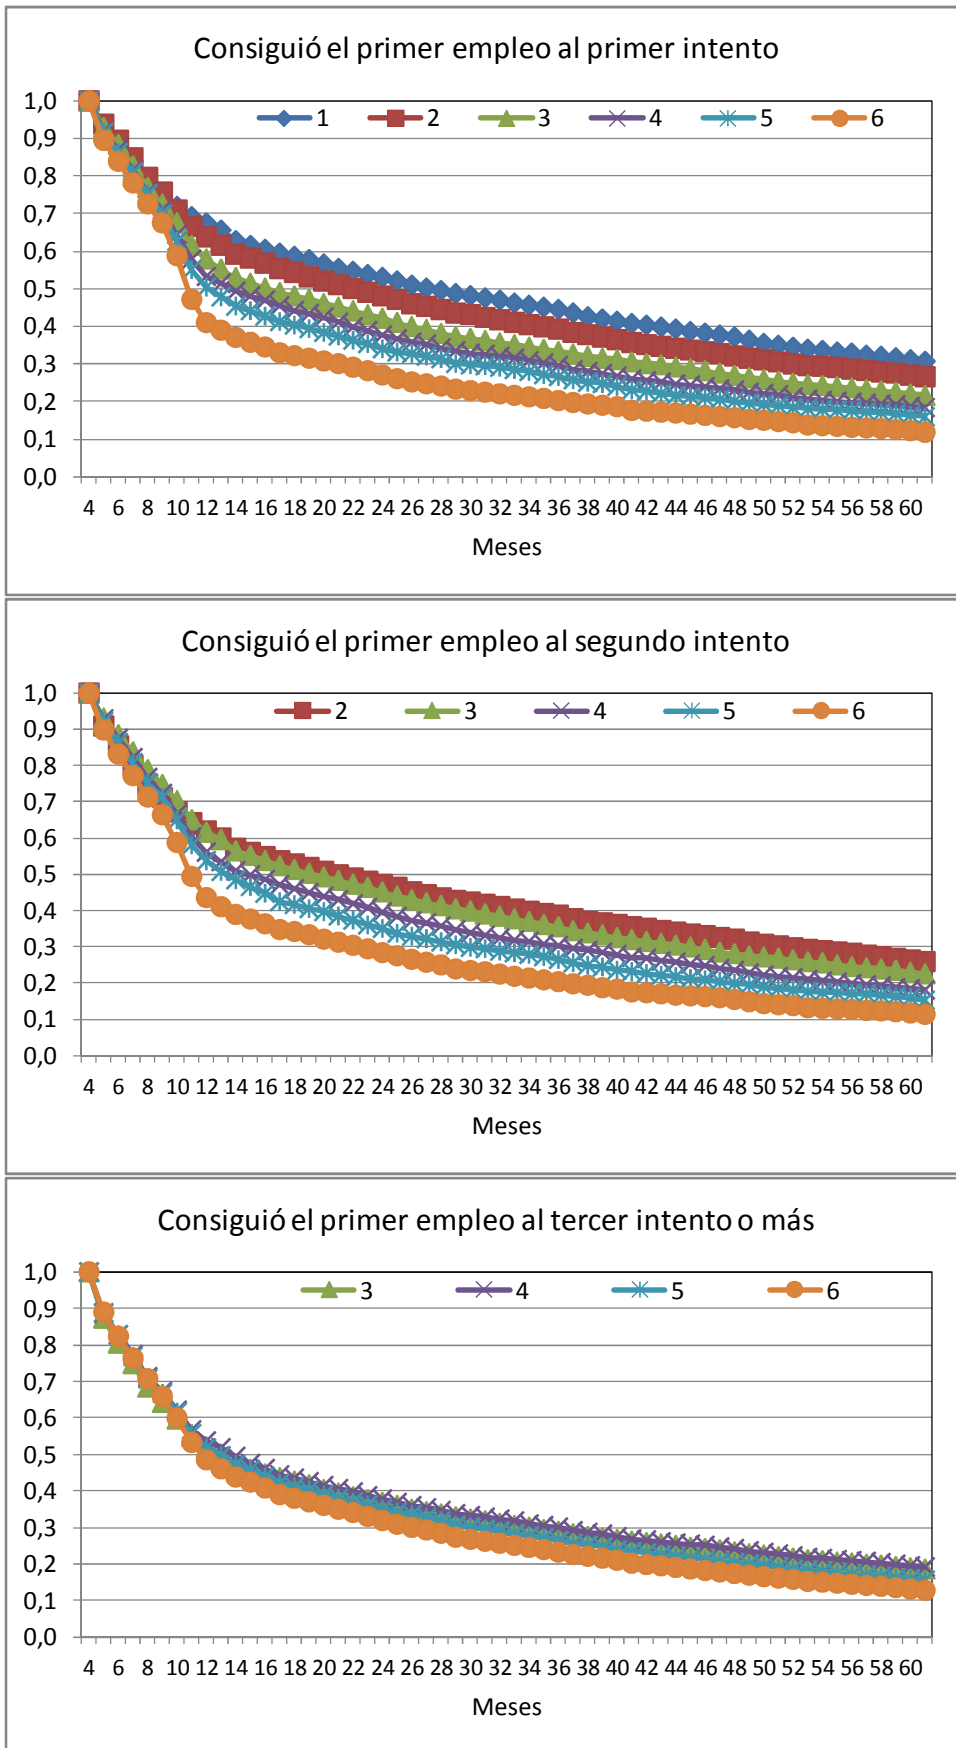 Consiguió el primer empleo al primer intento
1 2 3 4 5 6
1,0
0,9
0,8
0,7
0,6
0,5
0,4
0,3
0,2
0,1
0,0
4 6 8 10 12 14 16 18 20 22 24 26 28 30 32 34 36 38 40 42 44 46 48 50 52 54 56 58 60
Meses
Consiguió el primer empleo al segundo intento
2 3 4 5 6
1,0
0,9
0,8
0,7
0,6
0,5
0,4
0,3
0,2
0,1
0,0
4 6 8 10 12 14 16 18 20 22 24 26 28 30 32 34 36 38 40 42 44 46 48 50 52 54 56 58 60
Meses
Consiguió el primer empleo al tercer intento o más
3 4 5 6
1,0
0,9
0,8
0,7
0,6
0,5
0,4
0,3
0,2
0,1
0,0
4 6 8 10 12 14 16 18 20 22 24 26 28 30 32 34 36 38 40 42 44 46 48 50 52 54 56 58 60
Meses